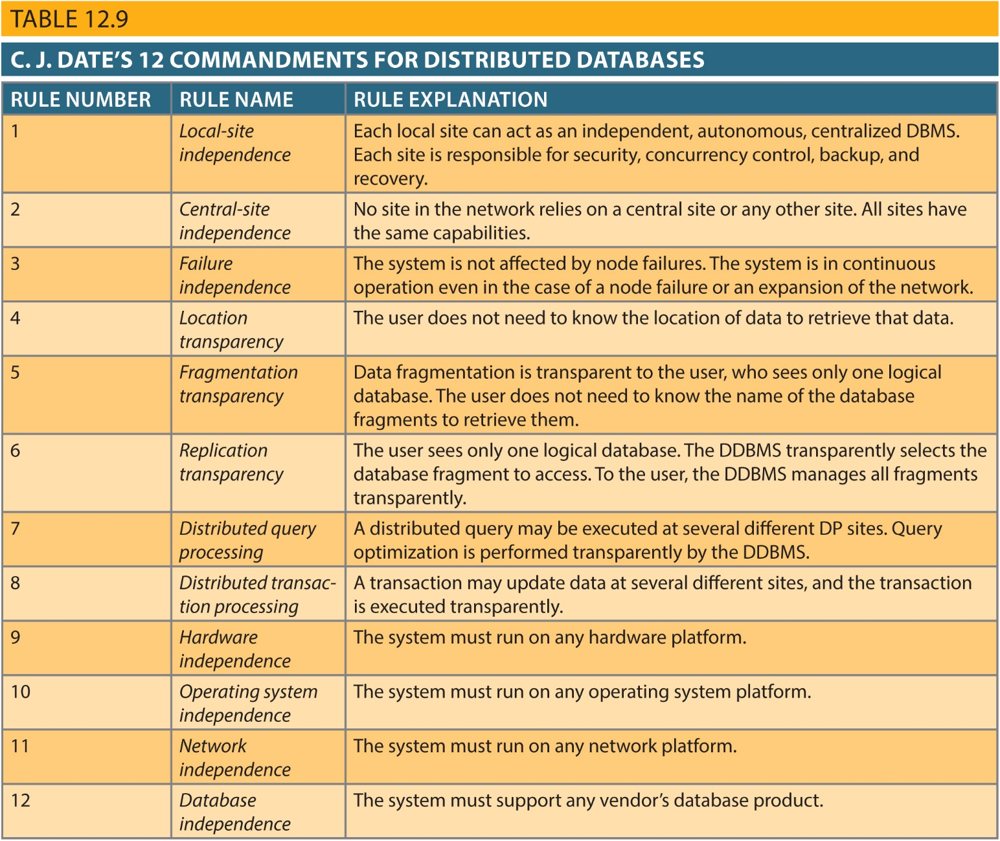 TABLE 12.9
C. J. DATE’S 12 COMMANDMENTS FOR DISTRIBUTED DATABASES
RULE NUMBER RULE NAME RULE EXPLANATION
1 Local-site Each local site can act as an independent, autonomous, centralized DBMS.
independence Each site is responsible for security, concurrency control, backup, and
recovery.
2 Central-site No site in the network relies on a central site or any other site. All sites have
independence the same capabilities.
3 Failure The system is not affected by node failures. The system is in continuous
independence operation even in the case of a node failure or an expansion of the network.
4 Location The user does not need to know the location of data to retrieve that data.
transparency
5 Fragmentation Data fragmentation is transparent to the user, who sees only one logical
transparency database. The user does not need to know the name of the database
fragments to retrieve them.
6 Replication The user sees only one logical database. The DDBMS transparently selects the
transparency database fragment to access. To the user, the DDBMS manages all fragments
transparently.
7 Distributed query A distributed query may be executed at several different DP sites. Query
processing optimization is performed transparently by the DDBMS.
8 Distributed transac- A transaction may update data at several different sites, and the transaction
tion processing is executed transparently.
9 Hardware The system must run on any hardware platform.
independence
10 Operating system The system must run on any operating system platform.
independence
11 Network The system must run on any network platform.
independence
12 Database The system must support any vendor’s database product.
independence